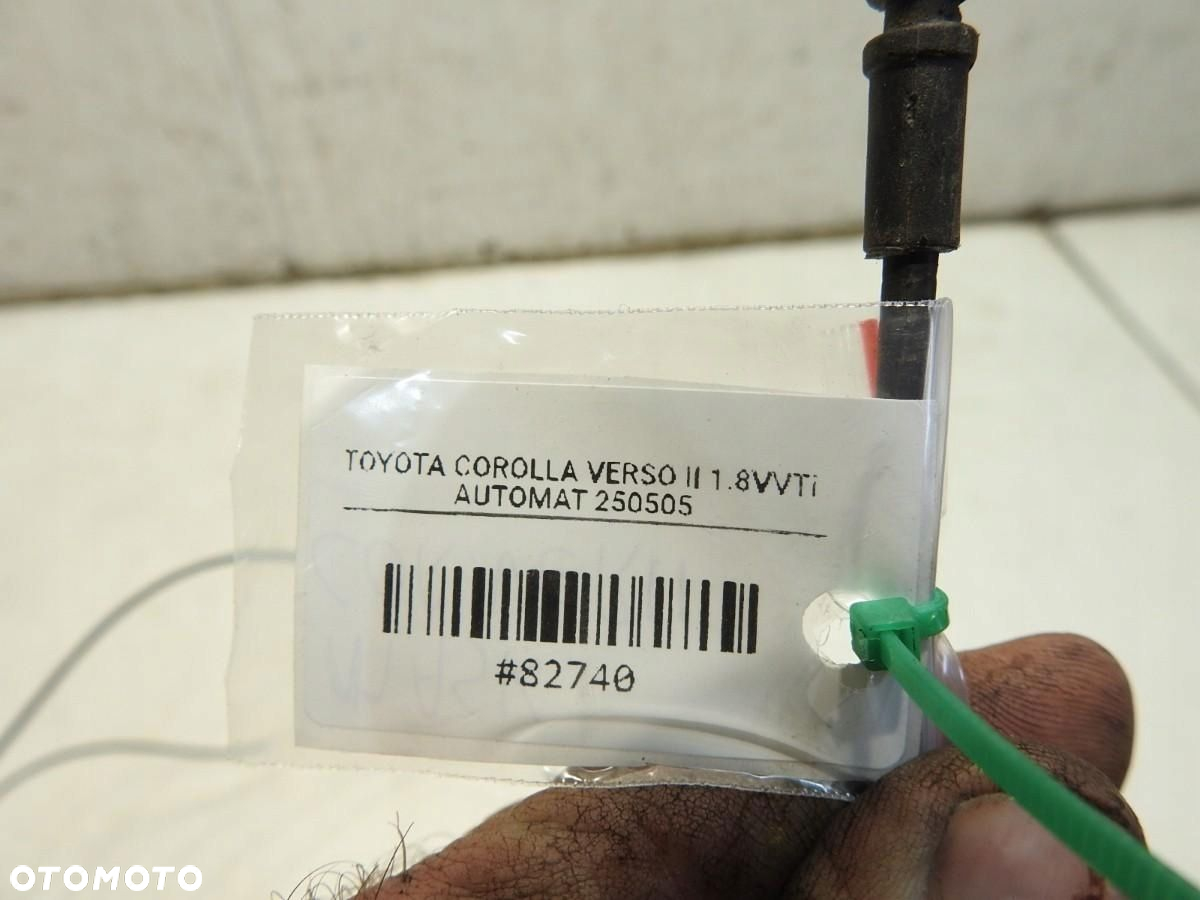 TOYOTA COROLLA VERSO II 1.8VVTi
AUTOMAT 250505
#82740
OTOMOTO